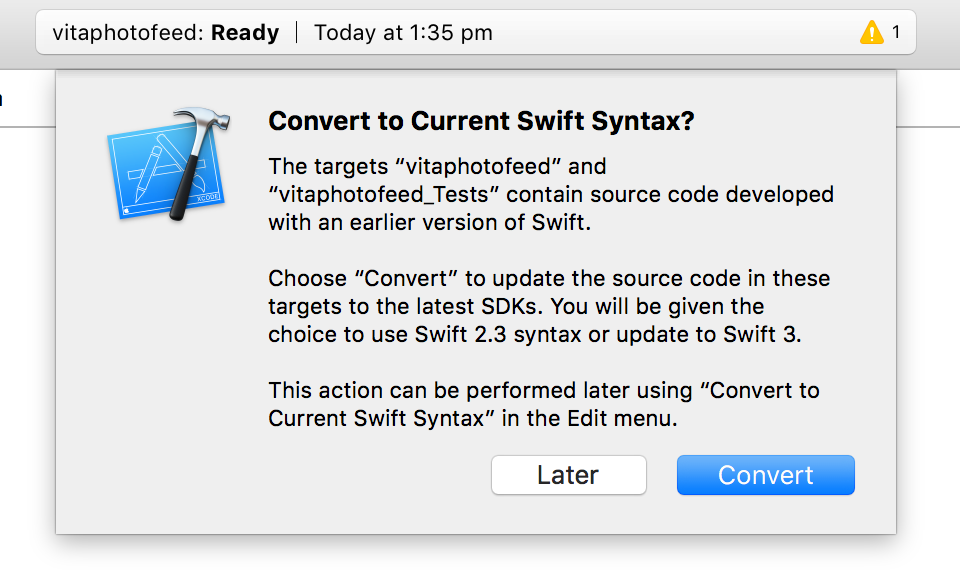 vitaphotofeed: Ready | Today at 1:35 pm 1
Convert to Current Swift Syntax?
The targets “vitaphotofeed” and
“vitaphotofeed_Tests” contain source code developed
with an earlier version of Swift.
Choose “Convert” to update the source code in these
targets to the latest SDKs. You will be given the
choice to use Swift 2.3 syntax or update to Swift 3.
This action can be performed later using “Convert to
Current Swift Syntax” in the Edit menu.
XCODE
Later Convert